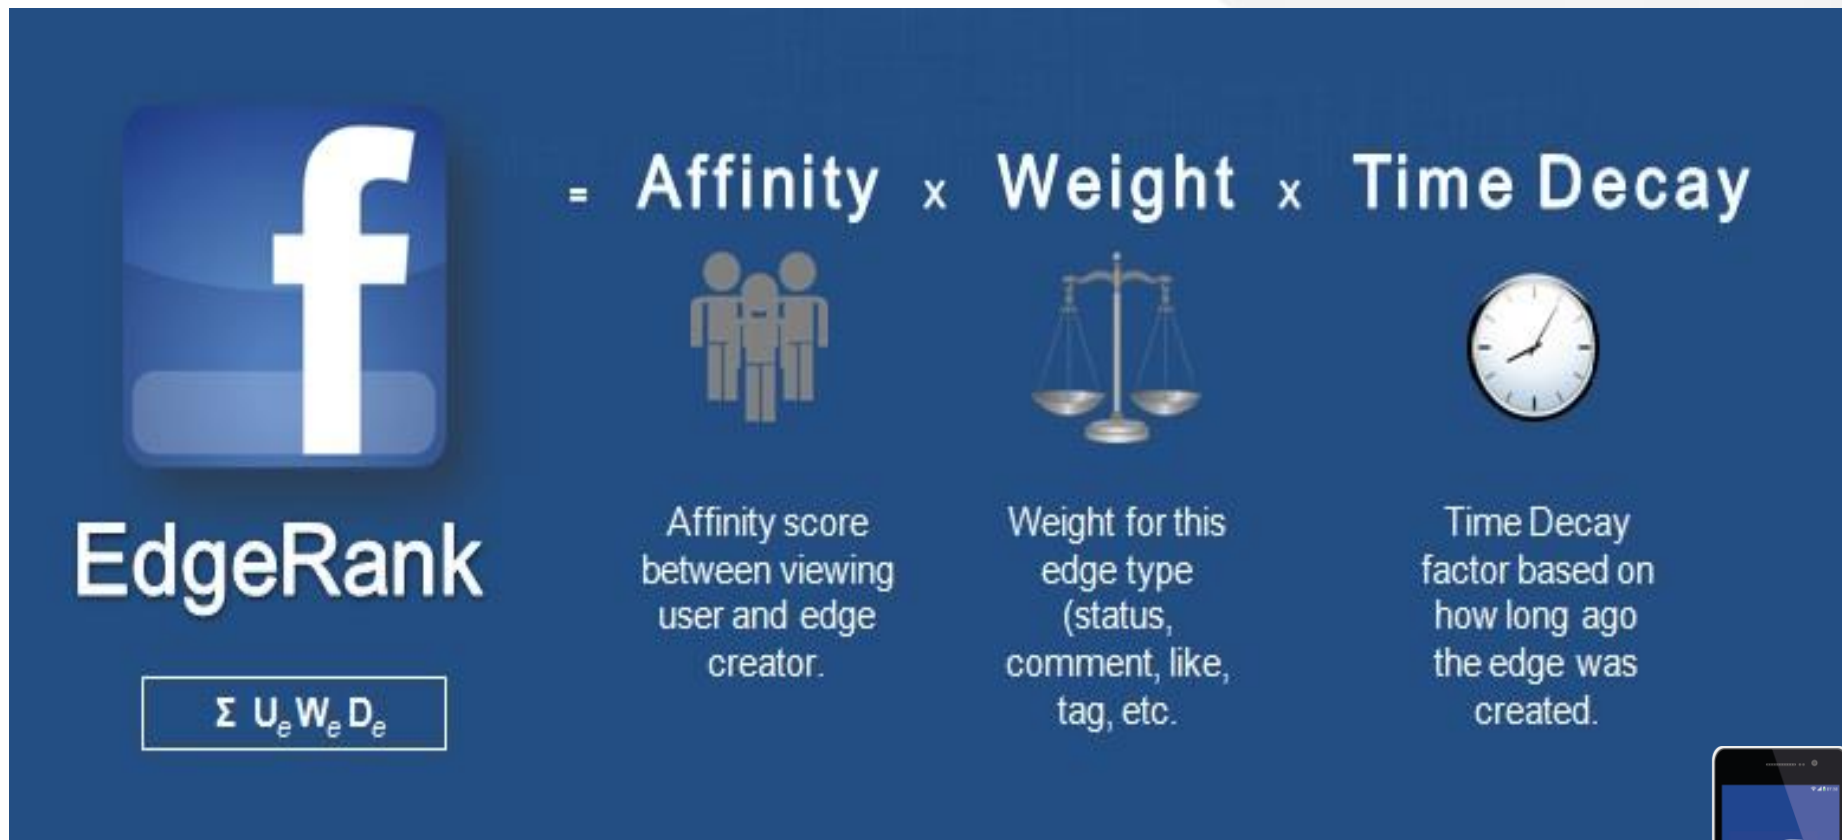 f
= Affinity x Weight x Time Decay
EdgeRank
Σ UₑWₑDₑ
Affinity score
between viewing
user and edge
creator.
Weight for this
edge type
(status,
comment, like,
tag, etc.
Time Decay
factor based on
how long ago
the edge was
created.